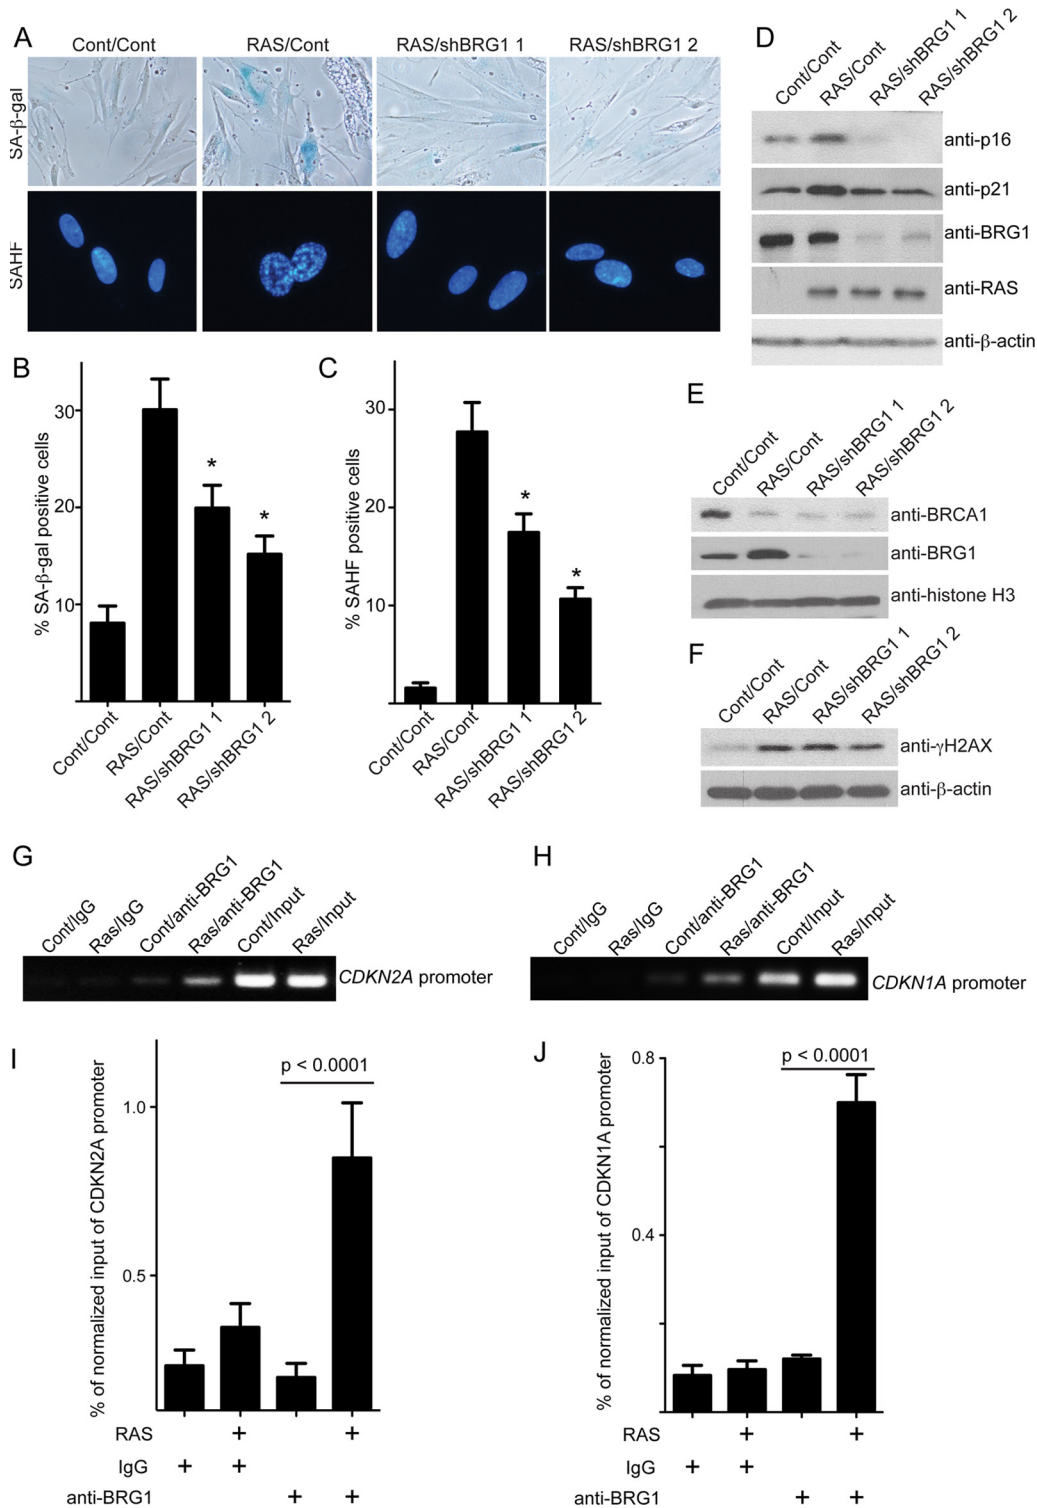 A
Cont/Cont
RAS/Cont
RAS/shBRG1 1
RAS/shBRG1 2
SA-β-gal
SAHF
D
Cont/Cont
RAS/Cont
RAS/shBRG1 1
RAS/shBRG1 2
anti-p16
anti-p21
anti-BRG1
anti-RAS
anti-β-actin
B
% SA-β-gal positive cells
30
20
10
*
*
Cont/Cont
RAS/Cont
RAS/shBRG1 1
RAS/shBRG1 2
C
% SAHF positive cells
30
20
10
*
*
Cont/Cont
RAS/Cont
RAS/shBRG1 1
RAS/shBRG1 2
E
Cont/Cont
RAS/Cont
RAS/shBRG1 1
RAS/shBRG1 2
anti-BRCA1
anti-BRG1
anti-histone H3
F
Cont/Cont
RAS/Cont
RAS/shBRG1 1
RAS/shBRG1 2
anti-γH2AX
anti-β-actin
G
Cont/IgG
Ras/IgG
Cont/anti-BRG1
Ras/anti-BRG1
Cont/Input
Ras/Input
CDKN2A promoter
H
Cont/IgG
Ras/IgG
Cont/anti-BRG1
Ras/anti-BRG1
Cont/Input
Ras/Input
CDKN1A promoter
I
% of normalized input of CDKN2A promoter
1.0
0.5
p < 0.0001
RAS + +
IgG + +
anti-BRG1 + +
J
% of normalized input of CDKN1A promoter
0.8
0.4
p < 0.0001
RAS + +
IgG + +
anti-BRG1 + +